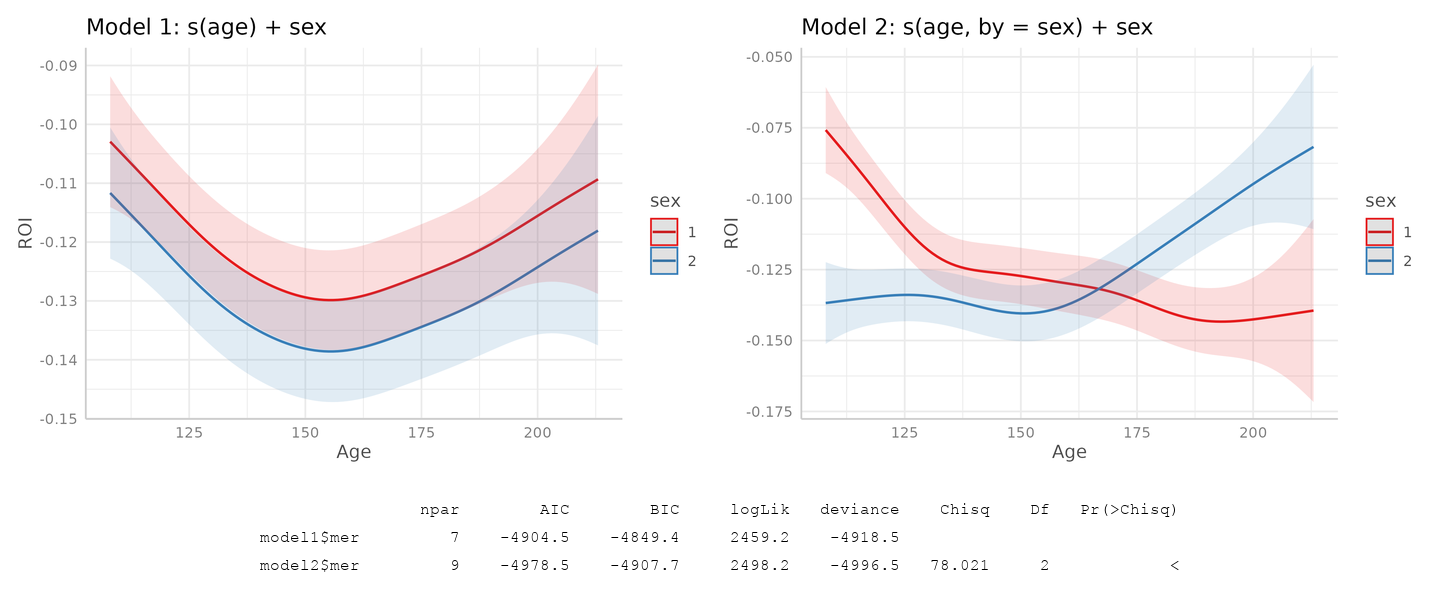 Model 1: s(age) + sex
-0.09
-0.10
-0.11
-0.12
-0.13
-0.14
-0.15
ROI
125 150 175 200
Age
sex
1
2
Model 2: s(age, by = sex) + sex
-0.050
-0.075
-0.100
-0.125
-0.150
-0.175
ROI
125 150 175 200
Age
sex
1
2
npar AIC BIC logLik deviance Chisq Df Pr(>Chisq)
model1$mer 7 -4904.5 -4849.4 2459.2 -4918.5
model2$mer 9 -4978.5 -4907.7 2498.2 -4996.5 78.021 2 <